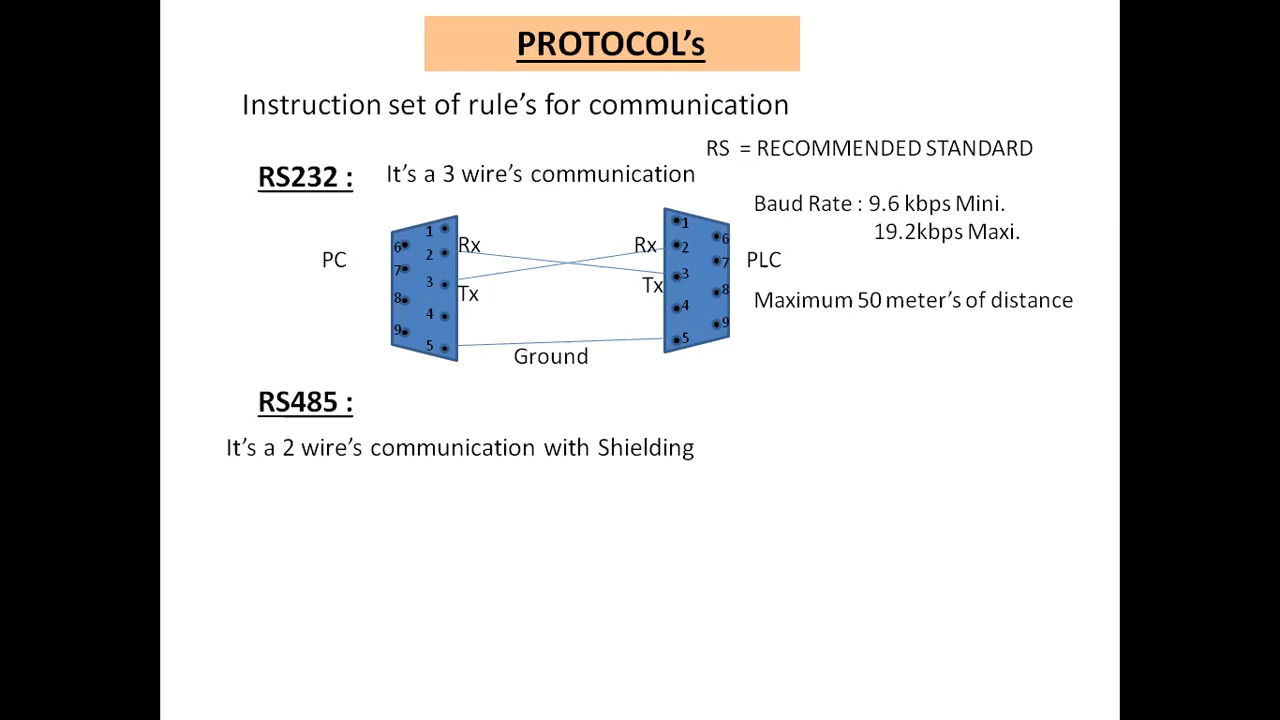 PROTOCOL's
Instruction set of rule's for communication
RS = RECOMMENDED STANDARD
RS232 :
It's a 3 wire's communication
Baud Rate : 9.6 kbps Mini.
19.2kbps Maxi.
PC
1
2
3
4
5
6
7
8
9
Rx
Tx
Rx
Tx
1
2
3
4
5
6
7
8
9
PLC
Maximum 50 meter's of distance
Ground
RS485 :
It's a 2 wire's communication with Shielding